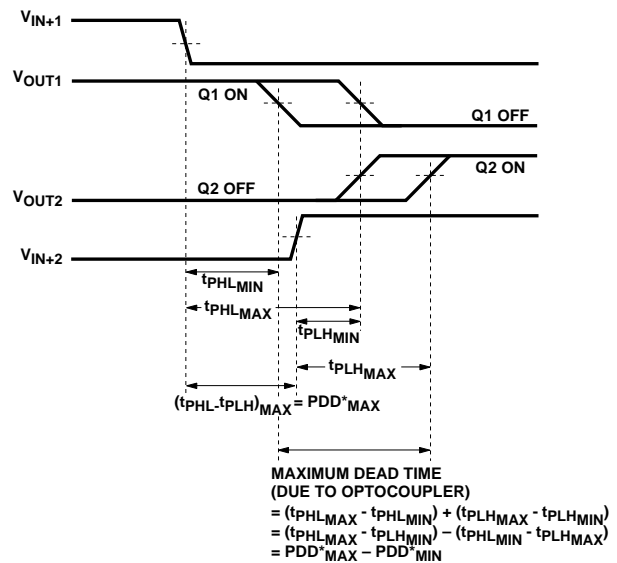 VIN+1
VOUT1
Q1 ON
Q1 OFF
Q2 ON
Q2 OFF
VOUT2
VIN+2
tPHLMIN
tPHLMAX
tPLHMIN
tPLHMAX
(tPHL-tPLH)MAX = PDD*MAX
MAXIMUM DEAD TIME
(DUE TO OPTOCOUPLER)
= (tPHLMAX - tPHLMIN) + (tPLHMAX - tPLHMIN)
= (tPHLMAX - tPLHMIN) – (tPHLMIN - tPLHMAX)
= PDD*MAX – PDD*MIN